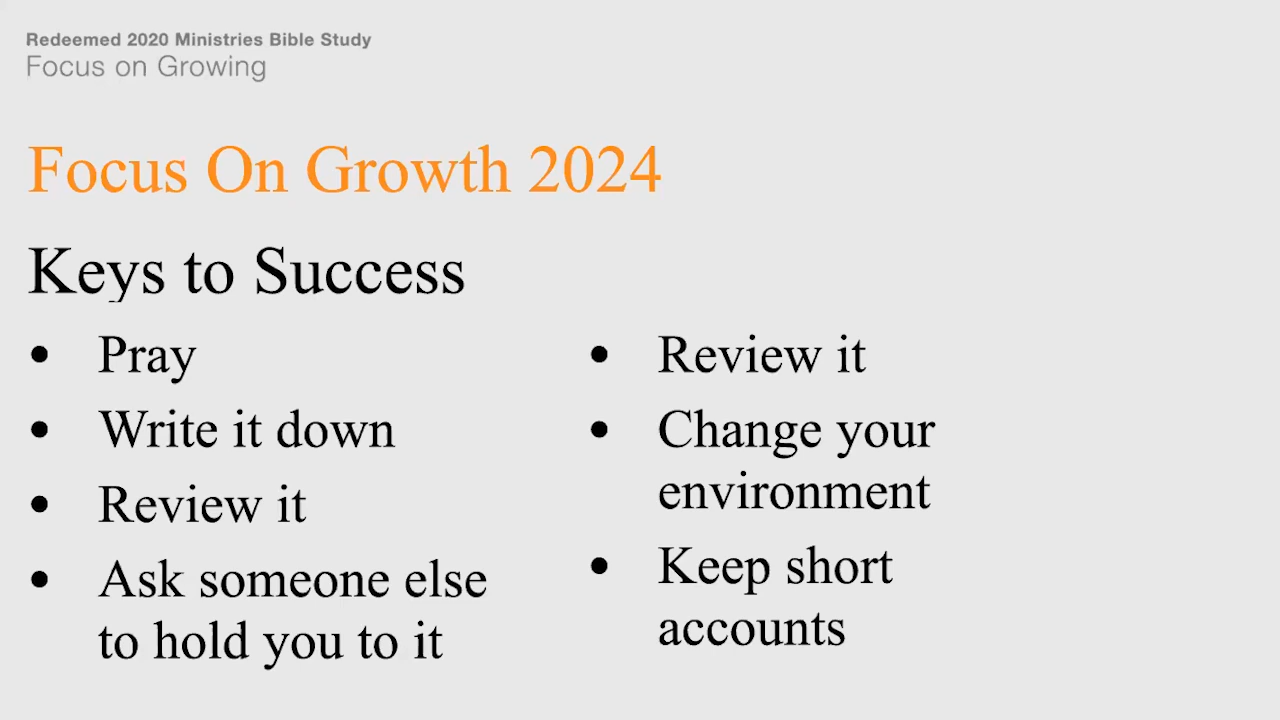 Redeemed 2020 Ministries Bible Study
Focus on Growing
Focus On Growth 2024
Keys to Success
• Pray
• Write it down
• Review it
• Ask someone else
to hold you to it
• Review it
• Change your
environment
• Keep short
accounts